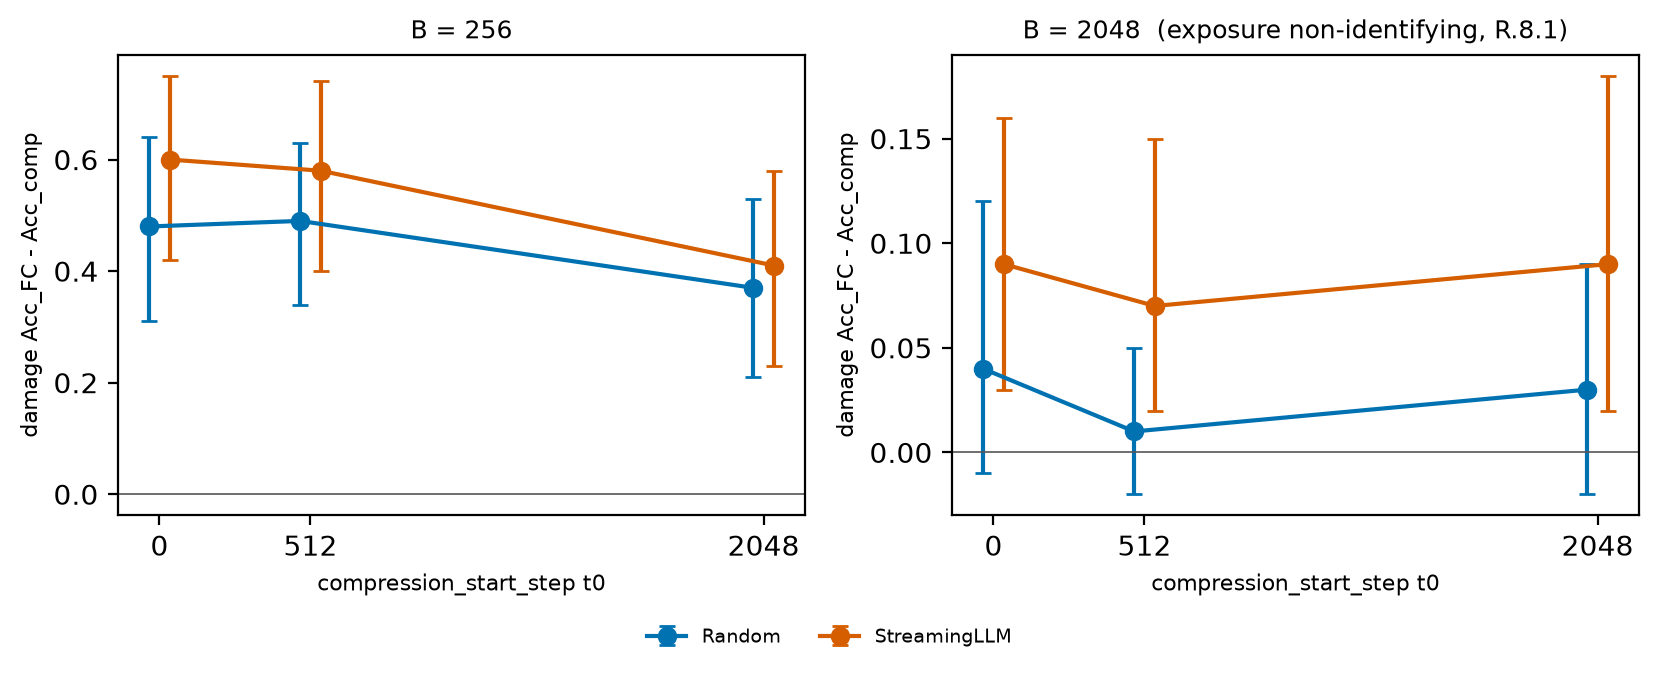 B = 256
damage Acc_FC - Acc_comp
0.6
0.4
0.2
0.0
0 512 2048
compression_start_step t0
B = 2048 (exposure non-identifying, R.8.1)
damage Acc_FC - Acc_comp
0.15
0.10
0.05
0.00
0 512 2048
compression_start_step t0
Random StreamingLLM